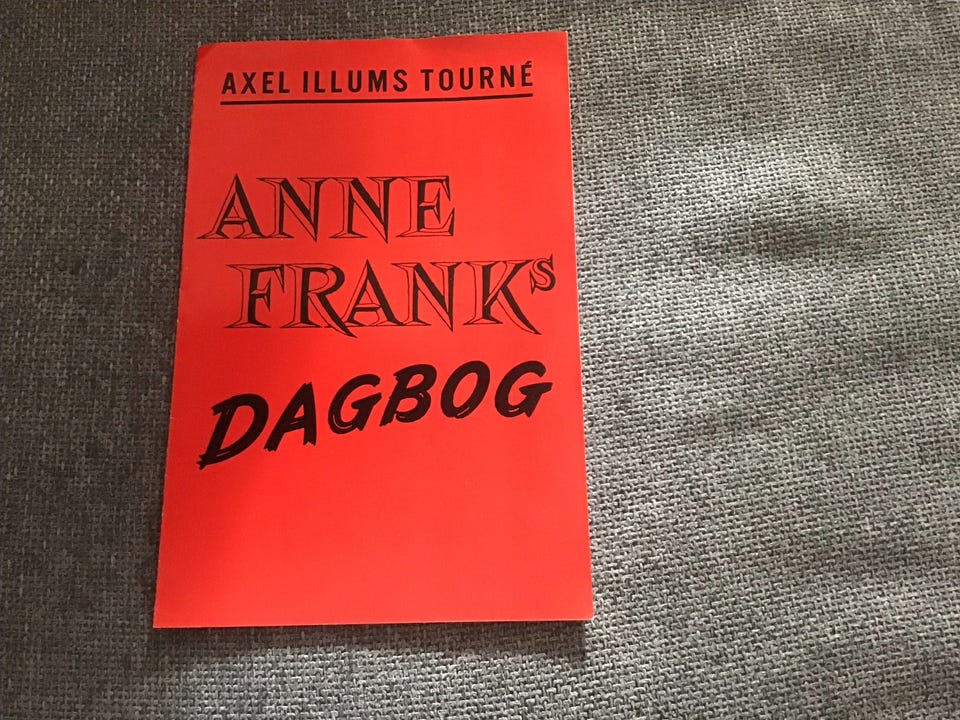 AXEL ILLUMS TOURNÉ
ANNE
FRANKS
DAGBOG